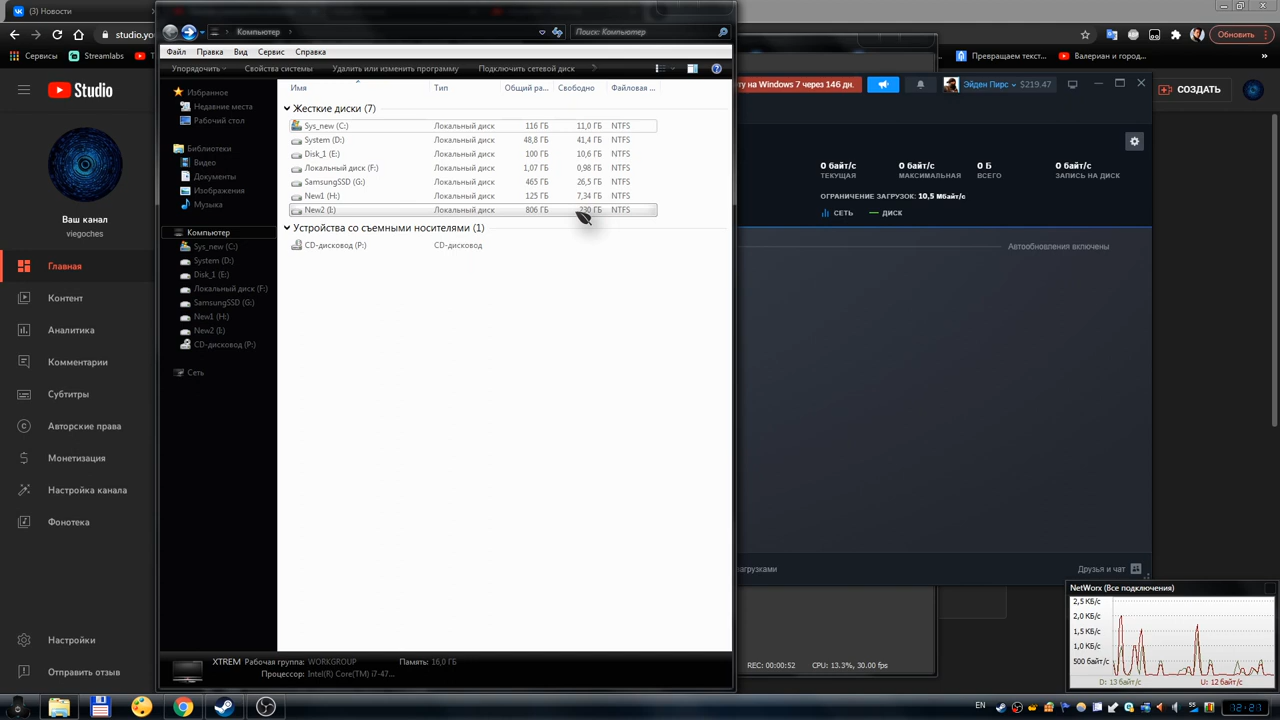 (3) Новости
studio.yo
Обновить
Сервисы
Streamlabs
Превращаем текст...
Валериан и город...
Studio
СОЗДАТЬ
Ваш канал
viegoches
Главная
Контент
Аналитика
Комментарии
Субтитры
Авторские права
Монетизация
Настройка канала
Фонотека
Настройки
Отправить отзыв
Компьютер
Поиск: Компьютер
Файл Правка Вид Сервис Справка
Упорядочить Свойства системы Удалить или изменить программу Подключить сетевой диск
Избранное
Недавние места
Рабочий стол
Библиотеки
Видео
Документы
Изображения
Музыка
Компьютер
Sys_new (C:)
System (D:)
Disk_1 (E:)
Локальный диск (F:)
SamsungSSD (G:)
New1 (H:)
New2 (I:)
CD-дисковод (P:)
Сеть
Имя Тип Общий ра... Свободно Файловая ...
Жесткие диски (7)
Sys_new (C:) Локальный диск 116 ГБ 11,0 ГБ NTFS
System (D:) Локальный диск 48,8 ГБ 41,4 ГБ NTFS
Disk_1 (E:) Локальный диск 100 ГБ 10,6 ГБ NTFS
Локальный диск (F:) Локальный диск 1,07 ГБ 0,98 ГБ NTFS
SamsungSSD (G:) Локальный диск 465 ГБ 26,5 ГБ NTFS
New1 (H:) Локальный диск 125 ГБ 7,34 ГБ NTFS
New2 (I:) Локальный диск 806 ГБ 230 ГБ NTFS
Устройства со съемными носителями (1)
CD-дисковод (P:) CD-дисковод
XTREM Рабочая группа: WORKGROUP Память: 16,0 ГБ
Процессор: Intel(R) Core(TM) i7-47...
ту на Windows 7 через 146 дн.
Эйден Пирс $219.47
0 байт/с 0 байт/с 0 Б 0 байт/с
ТЕКУЩАЯ МАКСИМАЛЬНАЯ ВСЕГО ЗАПИСЬ НА ДИСК
ОГРАНИЧЕНИЕ ЗАГРУЗОК: 10,5 Мбайт/с
СЕТЬ ДИСК
Автообновления включены
загрузками
Друзья и чат
REC: 00:00:52 CPU: 13.3%, 30.00 fps
NetWorx (Все подключения)
2,5 КБ/с
2,0 КБ/с
1,5 КБ/с
1,0 КБ/с
500 байт/с
D: 13 байт/с U: 12 байт/с
EN
12:27